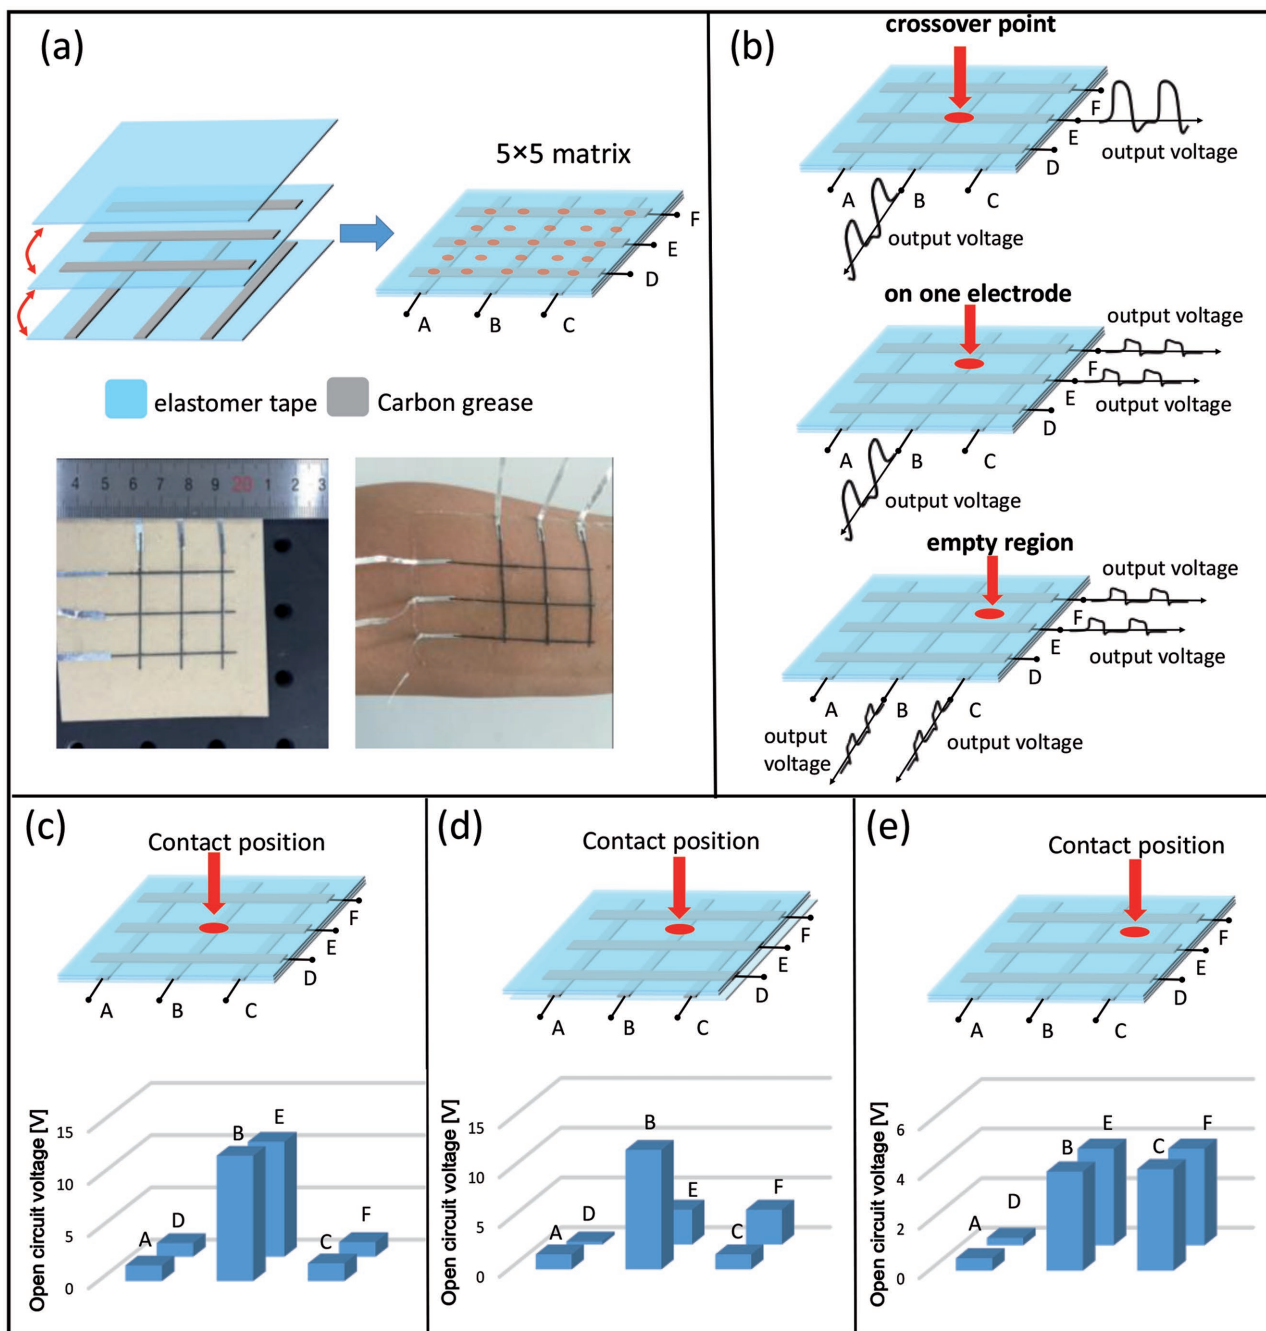 (a)
5×5 matrix
F
E
D
A
B
C
elastomer tape
Carbon grease
4 5 6 7 8 9 20 1 2 3
(b)
crossover point
F
E
output voltage
D
A
B
C
output voltage
on one electrode
output voltage
F
E
output voltage
D
A
B
C
output voltage
empty region
output voltage
F
E
output voltage
D
A
B
C
output
voltage
output voltage
(c)
Contact position
F
E
D
A
B
C
Open circuit voltage [V]
15
10
5
0
A
D
B
E
C
F
(d)
Contact position
F
E
D
A
B
C
Open circuit voltage [V]
15
10
5
0
A
D
B
E
C
F
(e)
Contact position
F
E
D
A
B
C
Open circuit voltage [V]
6
4
2
0
A
D
B
E
C
F